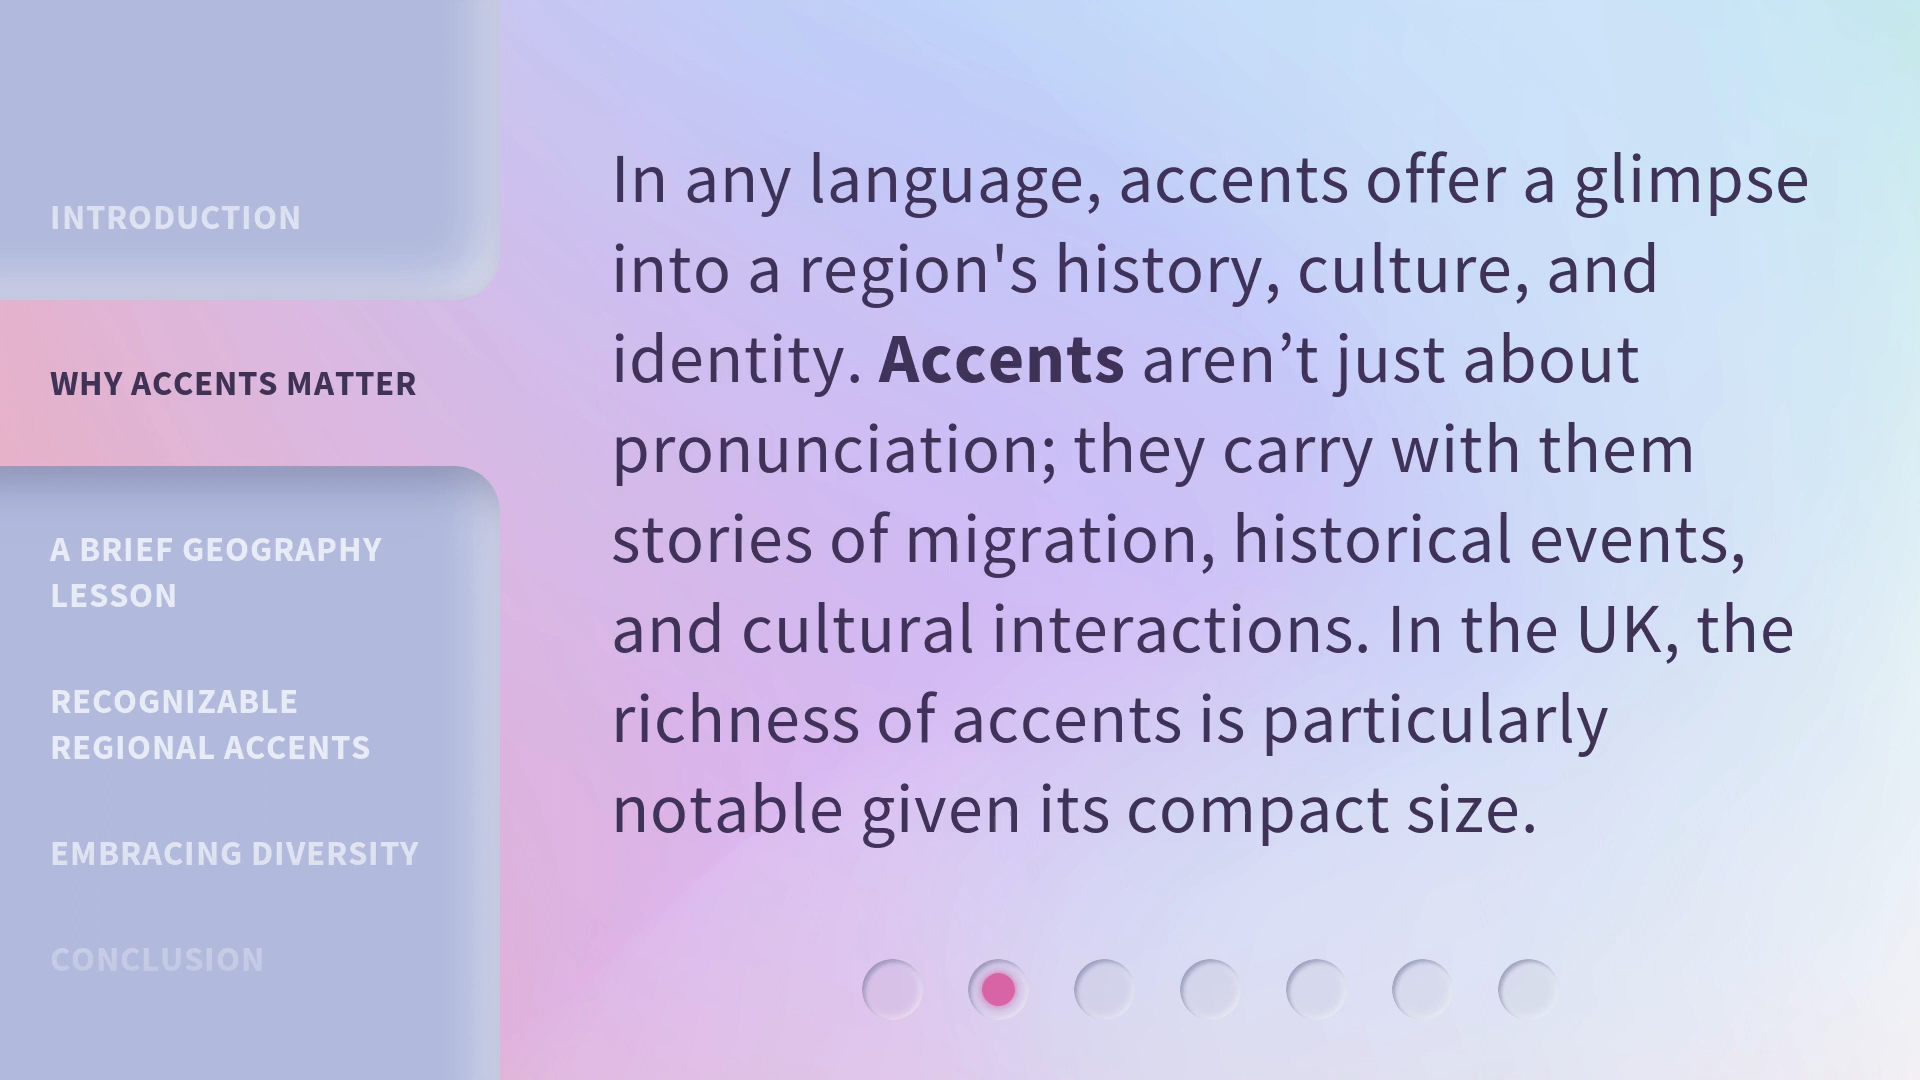 INTRODUCTION
WHY ACCENTS MATTER
A BRIEF GEOGRAPHY
LESSON
RECOGNIZABLE
REGIONAL ACCENTS
EMBRACING DIVERSITY
CONCLUSION
In any language, accents offer a glimpse
into a region's history, culture, and
identity. Accents aren’t just about
pronunciation; they carry with them
stories of migration, historical events,
and cultural interactions. In the UK, the
richness of accents is particularly
notable given its compact size.